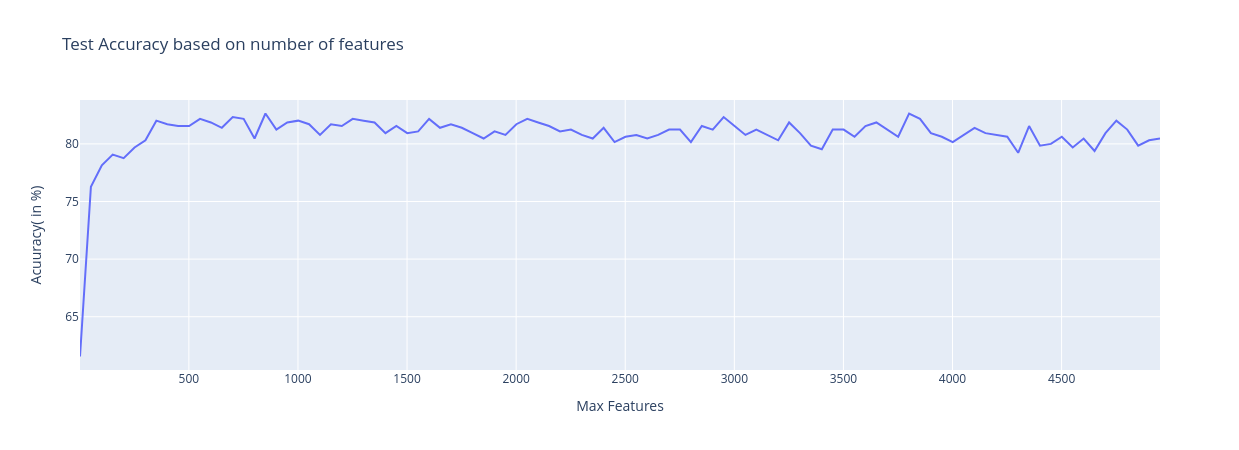 Test Accuracy based on number of features
Acuuracy( in %)
80
75
70
65
500 1000 1500 2000 2500 3000 3500 4000 4500
Max Features